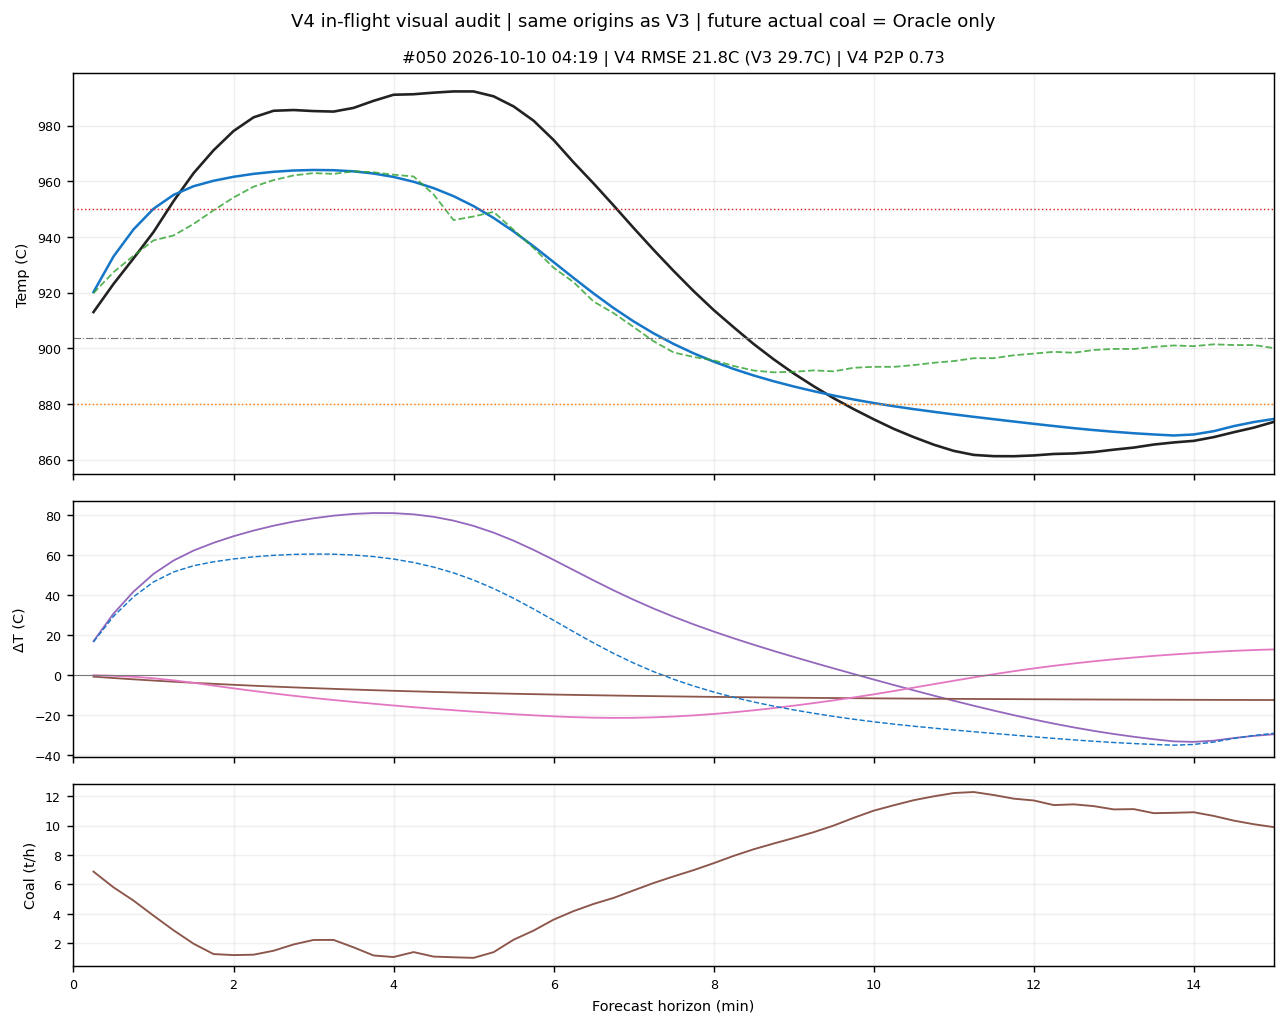 V4 in-flight visual audit | same origins as V3 | future actual coal = Oracle only
#050 2026-10-10 04:19 | V4 RMSE 21.8C (V3 29.7C) | V4 P2P 0.73
Temp (C)
980
960
940
920
900
880
860
ΔT (C)
80
60
40
20
0
−20
−40
Coal (t/h)
12
10
8
6
4
2
0 2 4 6 8 10 12 14
Forecast horizon (min)